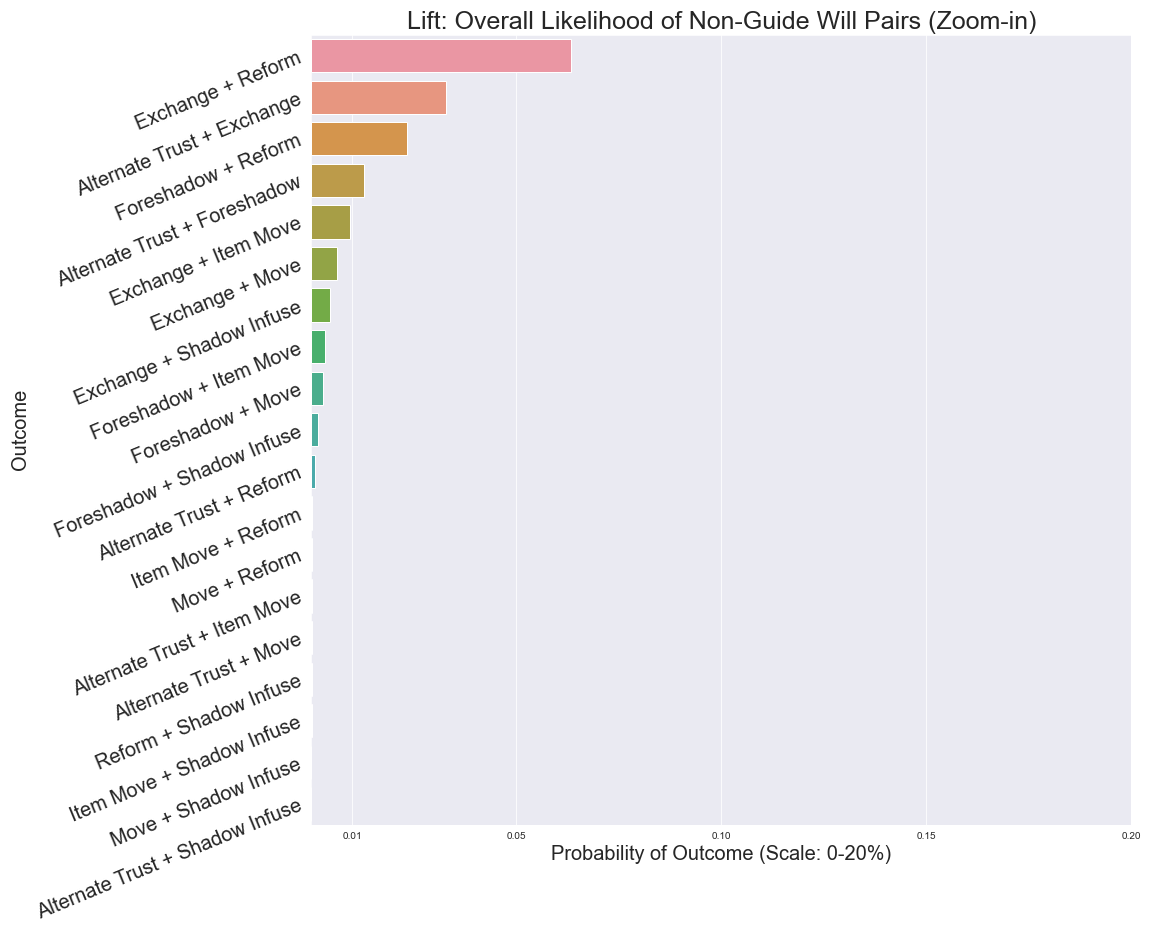 Lift: Overall Likelihood of Non-Guide Will Pairs (Zoom-in)
Exchange + Reform
Alternate Trust + Exchange
Foreshadow + Reform
Alternate Trust + Foreshadow
Exchange + Item Move
Exchange + Move
Exchange + Shadow Infuse
Foreshadow + Item Move
Foreshadow + Move
Foreshadow + Shadow Infuse
Alternate Trust + Reform
Item Move + Reform
Move + Reform
Alternate Trust + Item Move
Alternate Trust + Move
Reform + Shadow Infuse
Item Move + Shadow Infuse
Move + Shadow Infuse
Alternate Trust + Shadow Infuse
Outcome
0.01 0.05 0.10 0.15 0.20
Probability of Outcome (Scale: 0-20%)